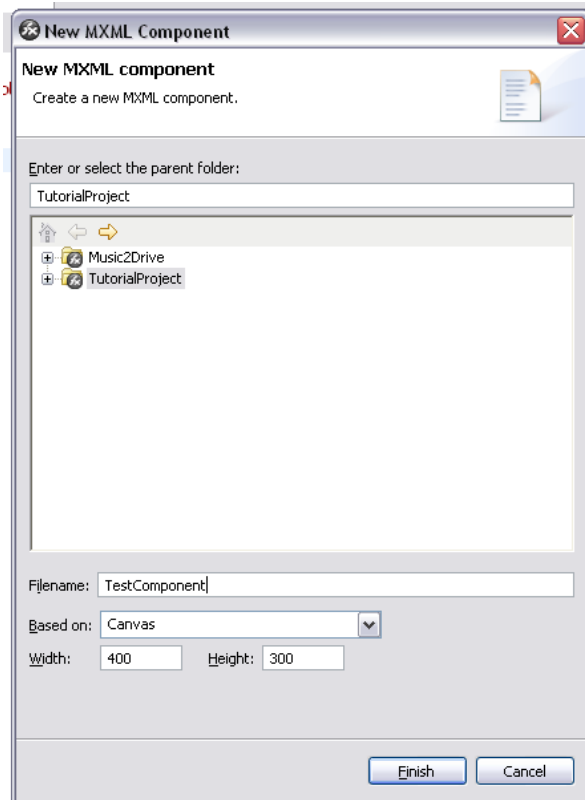 New MXML Component
New MXML component
Create a new MXML component.
Enter or select the parent folder:
TutorialProject
Music2Drive
TutorialProject
Filename: TestComponent
Based on: Canvas
Width: 400 Height: 300
Finish Cancel